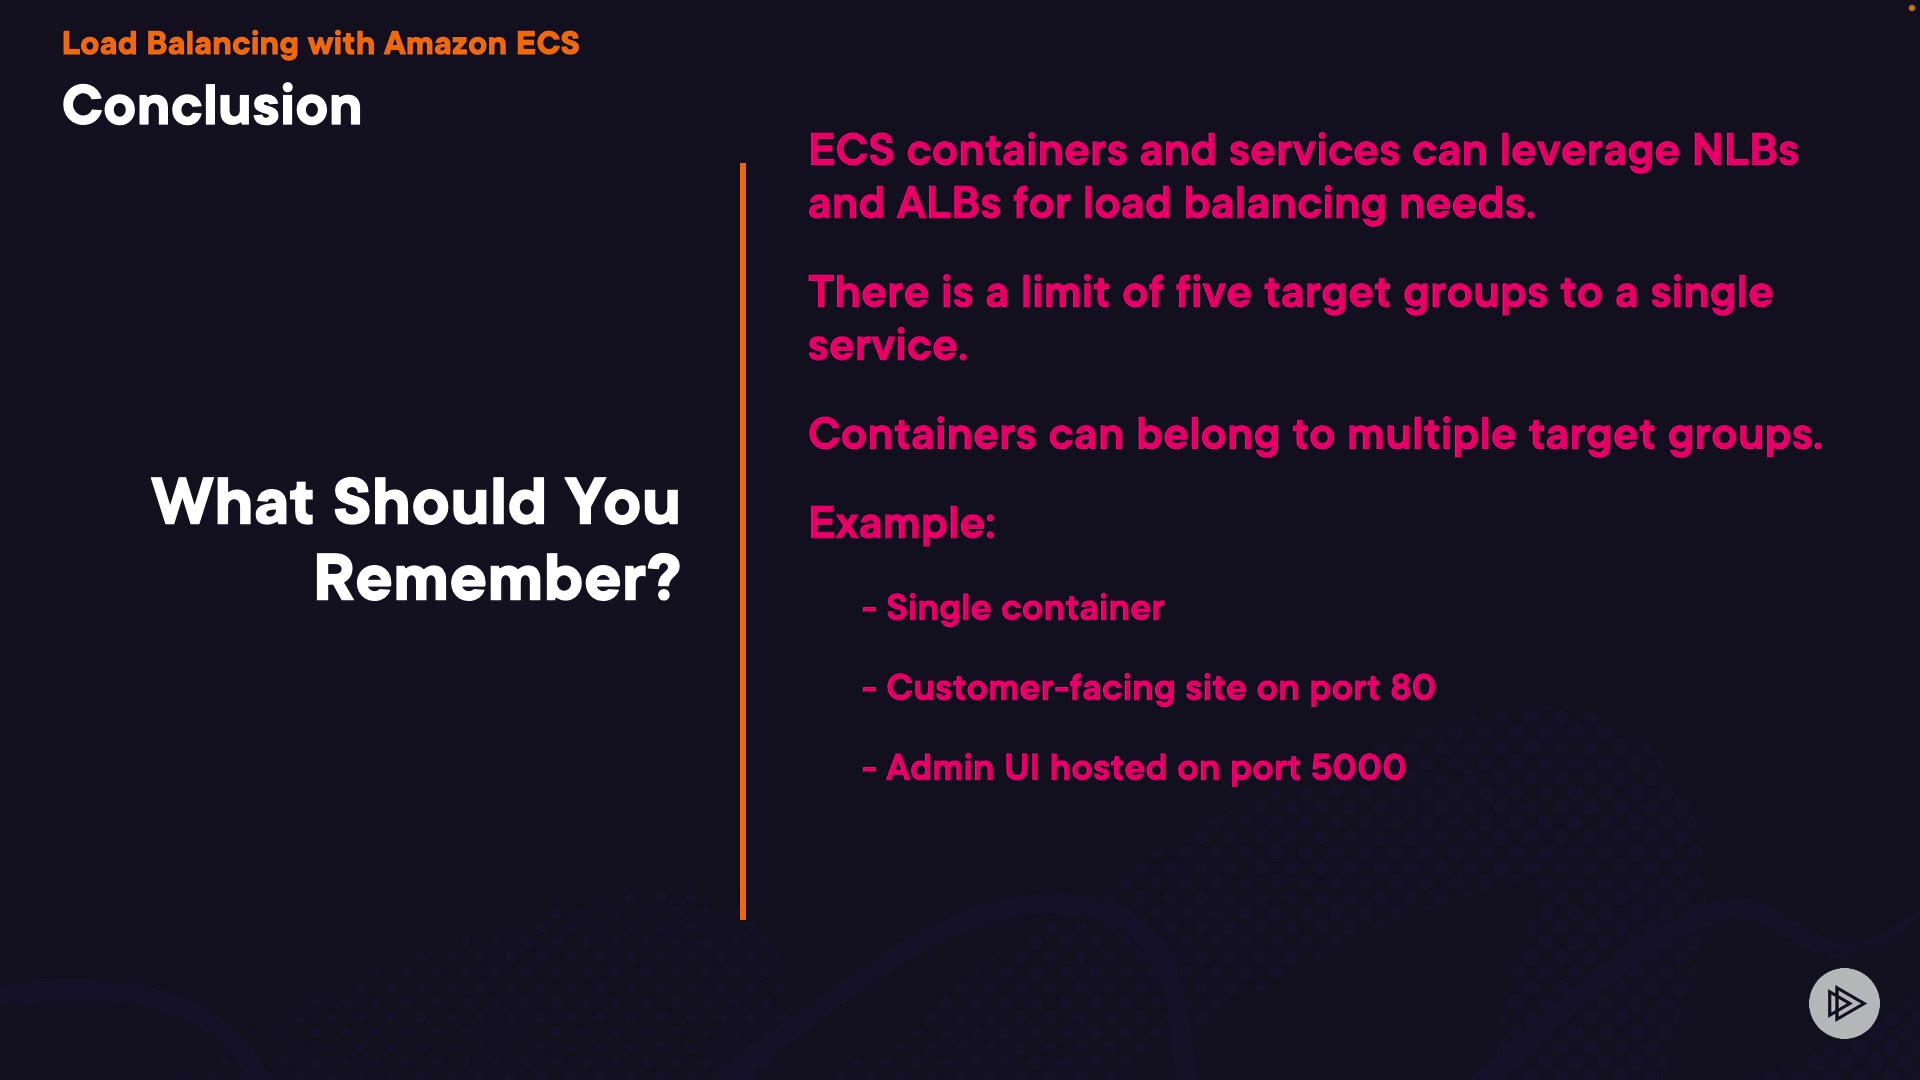 Load Balancing with Amazon ECS
Conclusion
What Should You
Remember?
ECS containers and services can leverage NLBs
and ALBs for load balancing needs.
There is a limit of five target groups to a single
service.
Containers can belong to multiple target groups.
Example:
- Single container
- Customer-facing site on port 80
- Admin UI hosted on port 5000